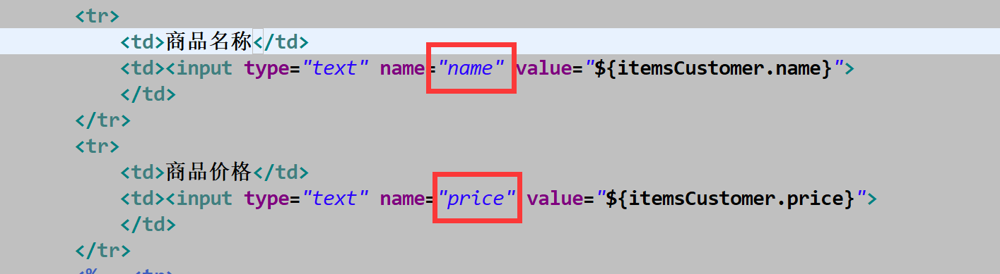 <tr>
<td>商品名称</td>
<td><input type="text" name="name" value="${itemsCustomer.name}">
</td>
</tr>
<tr>
<td>商品价格</td>
<td><input type="text" name="price" value="${itemsCustomer.price}">
</td>
</tr>
<%   <tr>